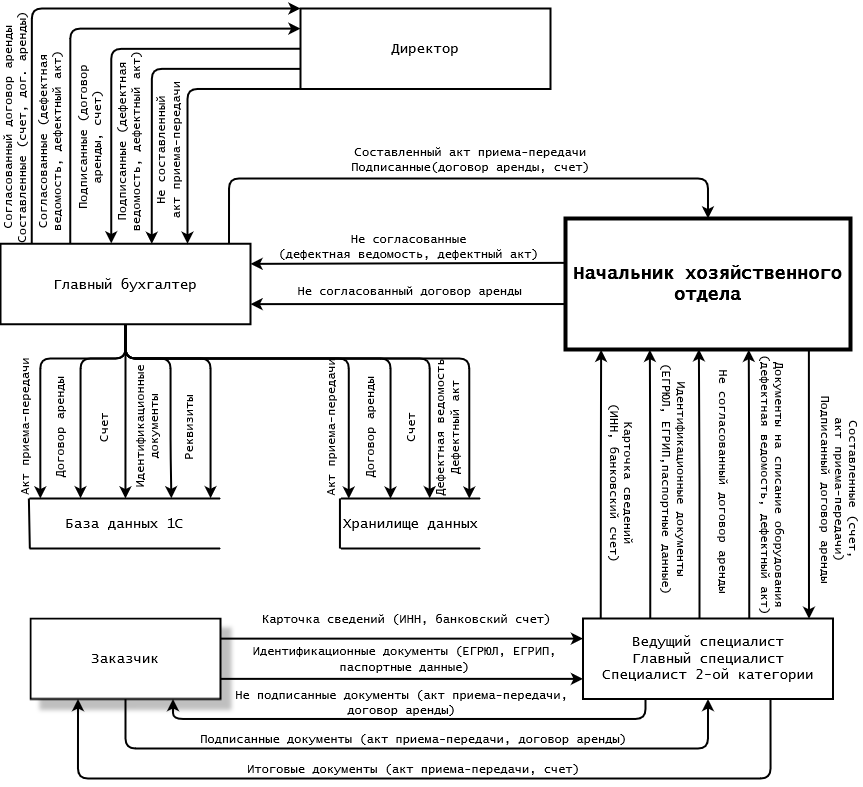 Директор
Согласованный договор аренды
Составленные (счет, дог. аренды)
Согласованные (дефектная
ведомость, дефектный акт)
Подписанные (договор
аренды, счет)
Подписанные (дефектная
ведомость, дефектный акт)
Не составленный
акт приема-передачи
Составленный акт приема-передачи
Подписанные(договор аренды, счет)
Главный бухгалтер
Не согласованные
(дефектная ведомость, дефектный акт)
Не согласованный договор аренды
Начальник хозяйственного
отдела
Акт приема-передачи
Договор аренды
Счет
Идентификационные
документы
Реквизиты
Акт приема-передачи
Договор аренды
Счет
Дефектная ведомость
Дефектный акт
База данных 1С
Хранилище данных
Карточка сведений
(ИНН, банковский счет)
Идентификационные документы
(ЕГРЮЛ, ЕГРИП,паспортные данные)
Не согласованный договор аренды
Документы на списание оборудования
(дефектная ведомость, дефектный акт)
Составленные (счет,
акт приема-передачи)
Подписанный договор аренды
Заказчик
Карточка сведений (ИНН, банковский счет)
Идентификационные документы (ЕГРЮЛ, ЕГРИП,
паспортные данные)
Ведущий специалист
Главный специалист
Специалист 2-ой категории
Не подписанные документы (акт приема-передачи,
договор аренды)
Подписанные документы (акт приема-передачи, договор аренды)
Итоговые документы (акт приема-передачи, счет)